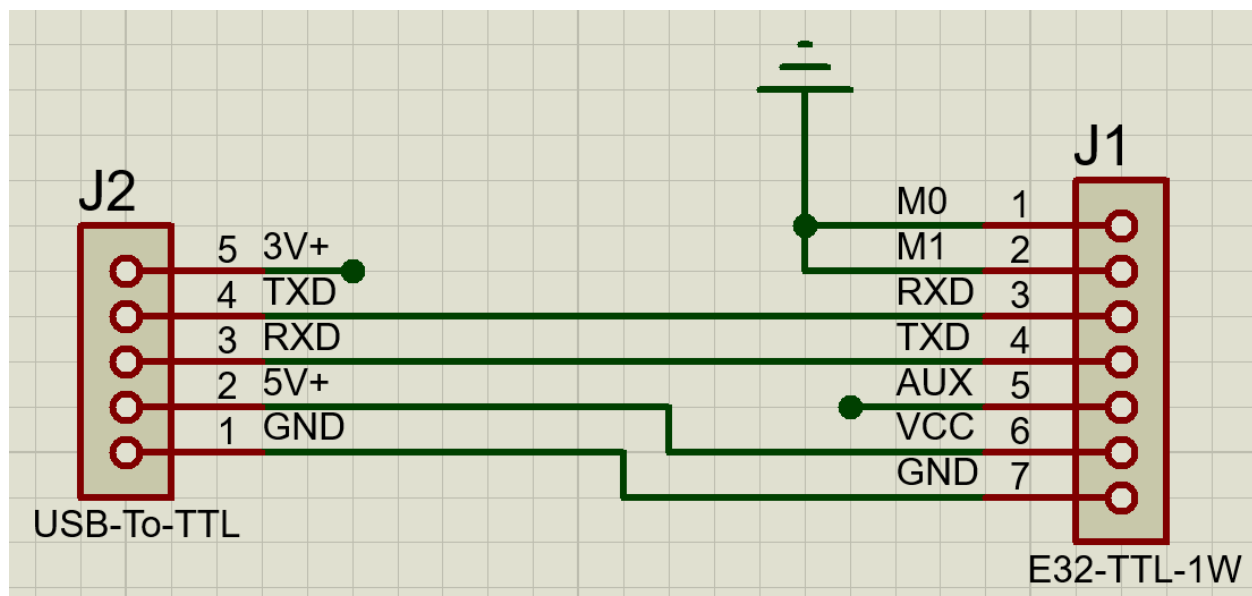 J2
5 3V+
4 TXD
3 RXD
2 5V+
1 GND
USB-To-TTL
J1
M0 1
M1 2
RXD 3
TXD 4
AUX 5
VCC 6
GND 7
E32-TTL-1W